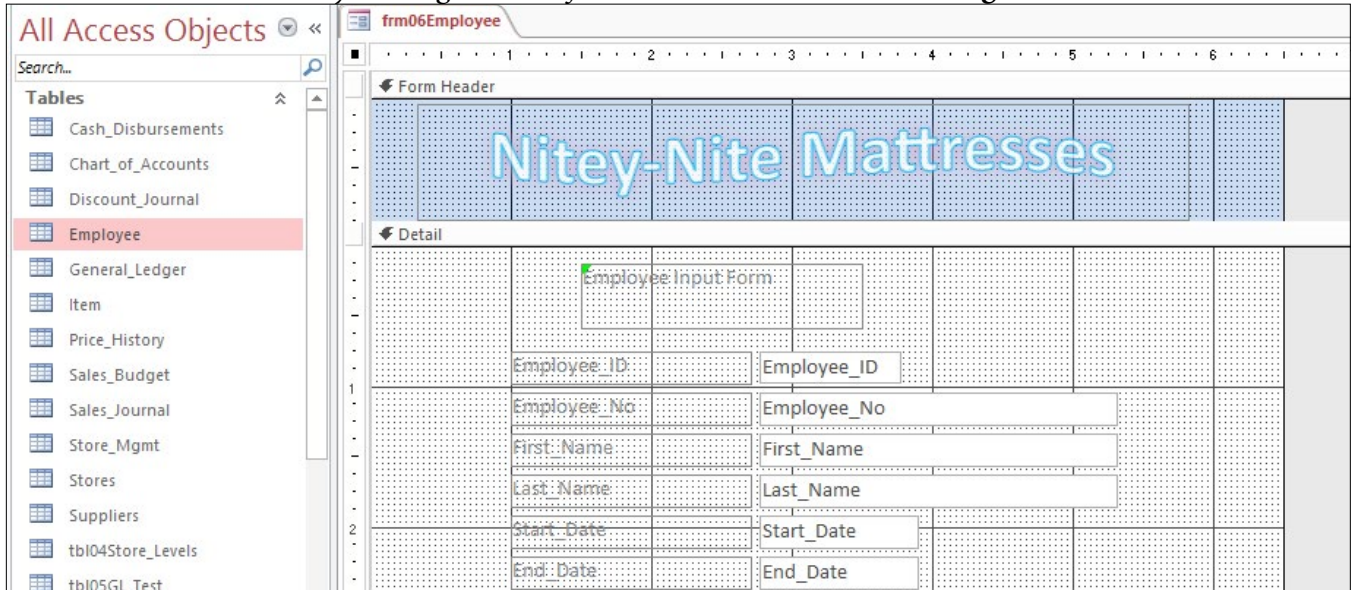 All Access Objects «
Search...
Tables
Cash_Disbursements
Chart_of_Accounts
Discount_Journal
Employee
General_Ledger
Item
Price_History
Sales_Budget
Sales_Journal
Store_Mgmt
Stores
Suppliers
tbl04Store_Levels
tbl05GL_Test
frm06Employee
1 2 3 4 5 6
Form Header
Nitey-Nite Mattresses
Detail
Employee Input Form
Employee_ID Employee_ID
1
Employee_No Employee_No
First_Name First_Name
Last_Name Last_Name
2
Start_Date Start_Date
End_Date End_Date